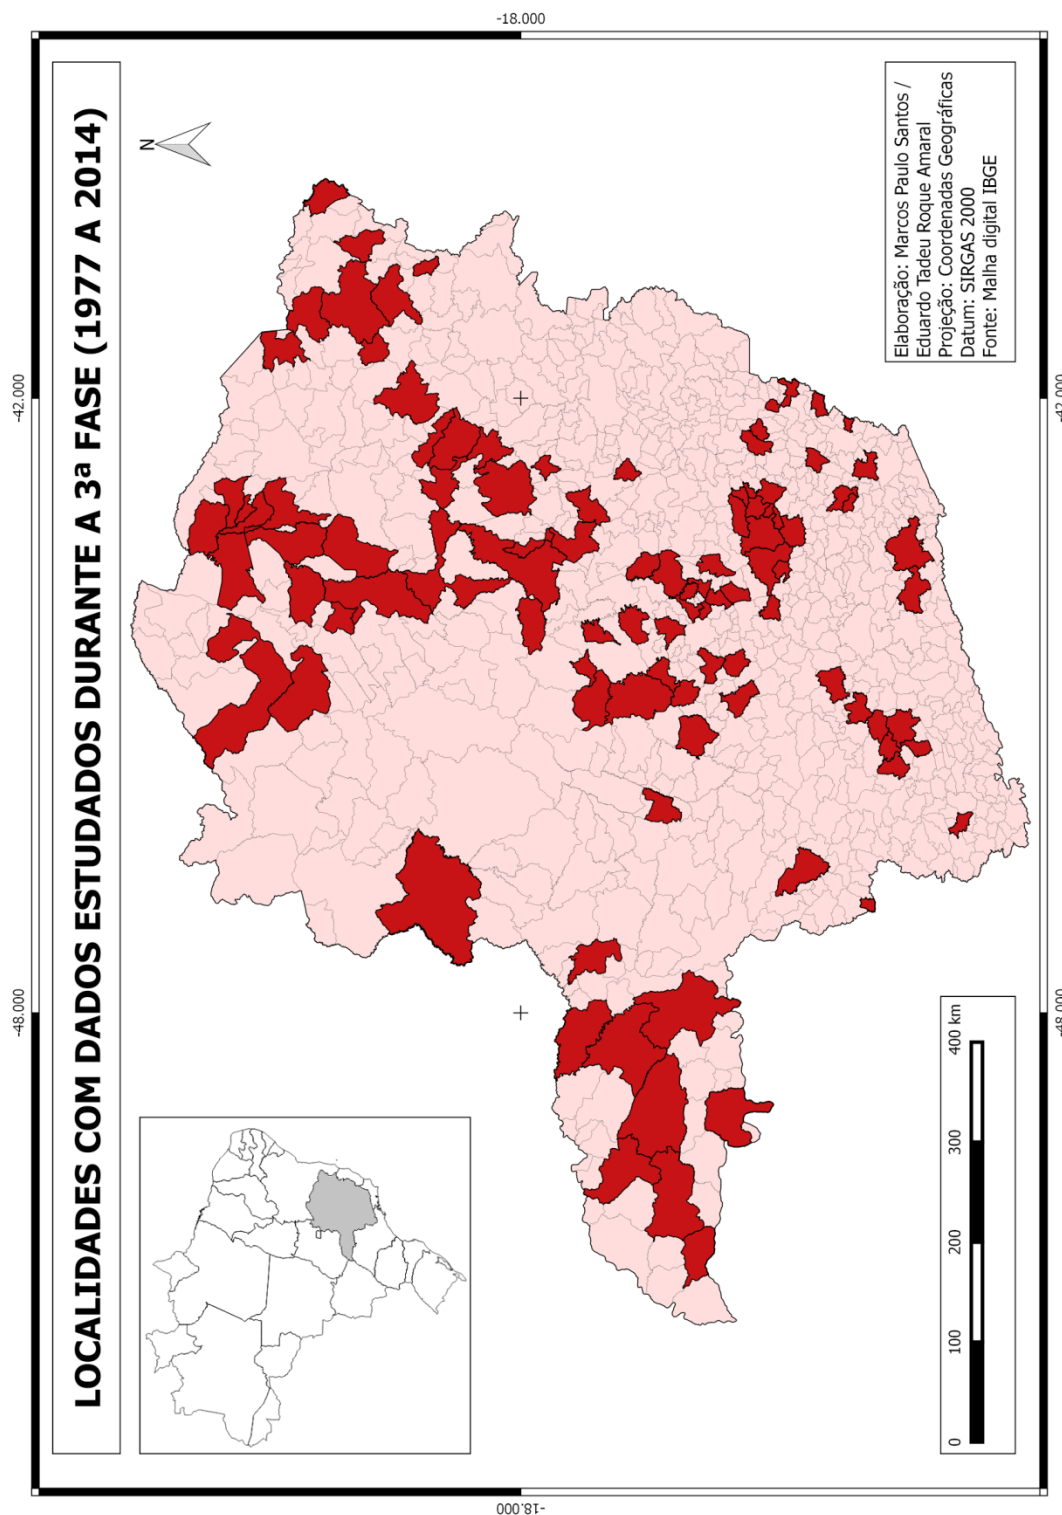 LOCALIDADES COM DADOS ESTUDADOS DURANTE A 3ª FASE (1977 A 2014)
-48.000
-42.000
N
-18.000
-18.000
0
100
200
300
400 km
Elaboração: Marcos Paulo Santos /
Eduardo Tadeu Roque Amaral
Projeção: Coordenadas Geográficas
Datum: SIRGAS 2000
Fonte: Malha digital IBGE
-48.000
-42.000